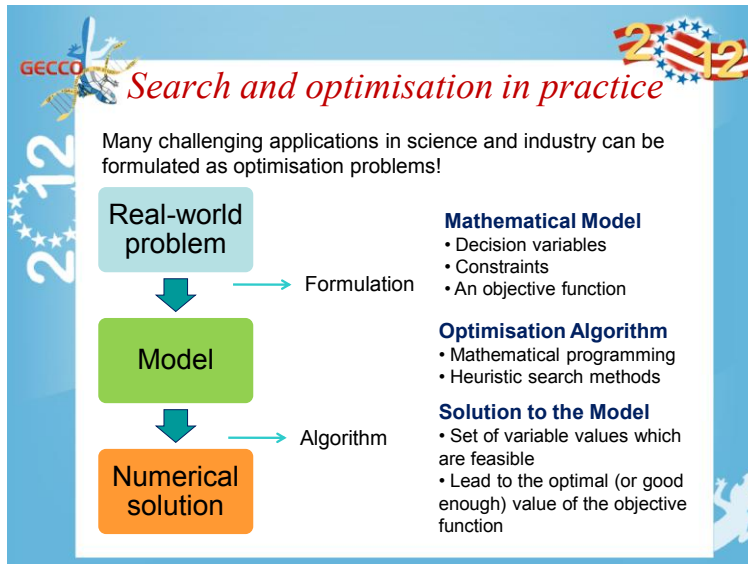 GECCO
2012
2012
Search and optimisation in practice
Many challenging applications in science and industry can be
formulated as optimisation problems!
Real-world
problem
Formulation
Model
Algorithm
Numerical
solution
Mathematical Model
• Decision variables
• Constraints
• An objective function
Optimisation Algorithm
• Mathematical programming
• Heuristic search methods
Solution to the Model
• Set of variable values which
are feasible
• Lead to the optimal (or good
enough) value of the objective
function